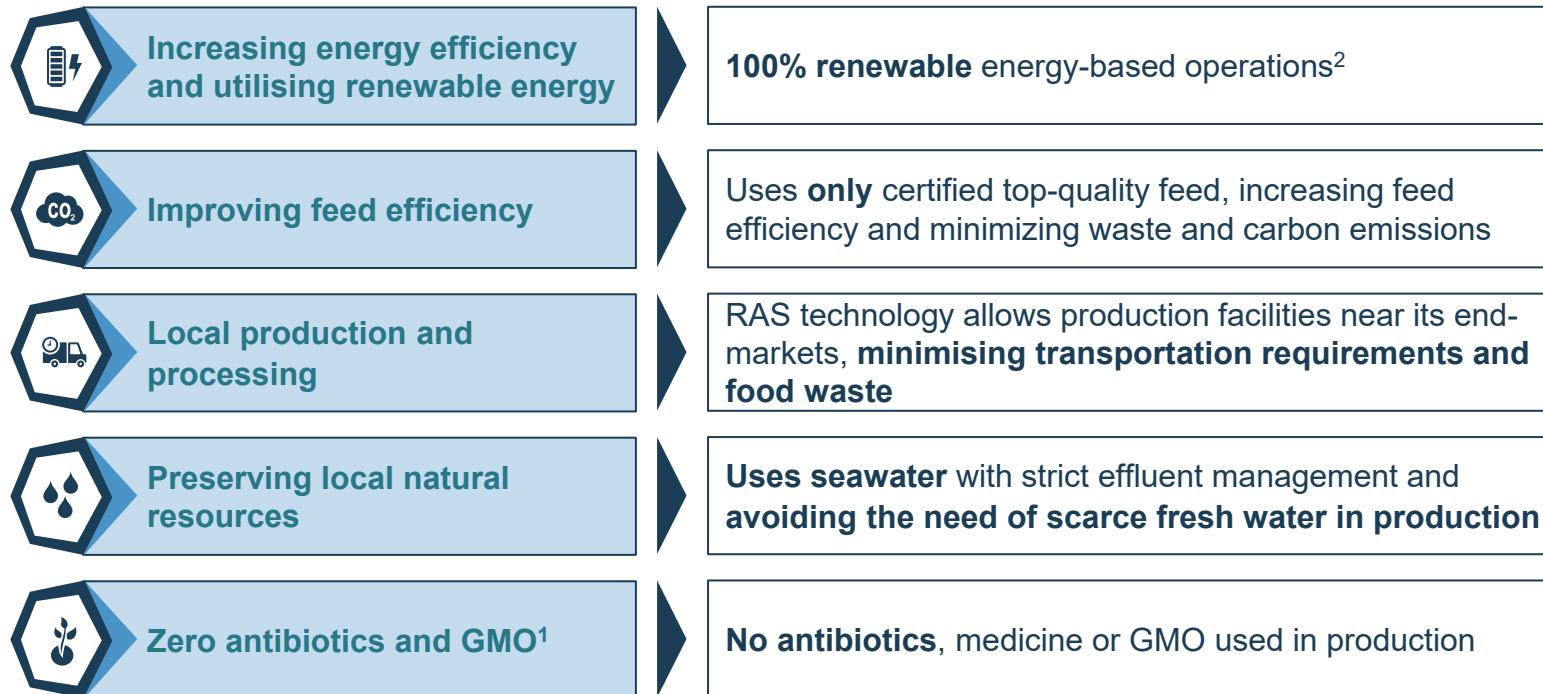 Increasing energy efficiency
and utilising renewable energy
100% renewable energy-based operations²
CO₂
Improving feed efficiency
Uses only certified top-quality feed, increasing feed
efficiency and minimizing waste and carbon emissions
Local production and
processing
RAS technology allows production facilities near its end-
markets, minimising transportation requirements and
food waste
Preserving local natural
resources
Uses seawater with strict effluent management and
avoiding the need of scarce fresh water in production
Zero antibiotics and GMO¹
No antibiotics, medicine or GMO used in production